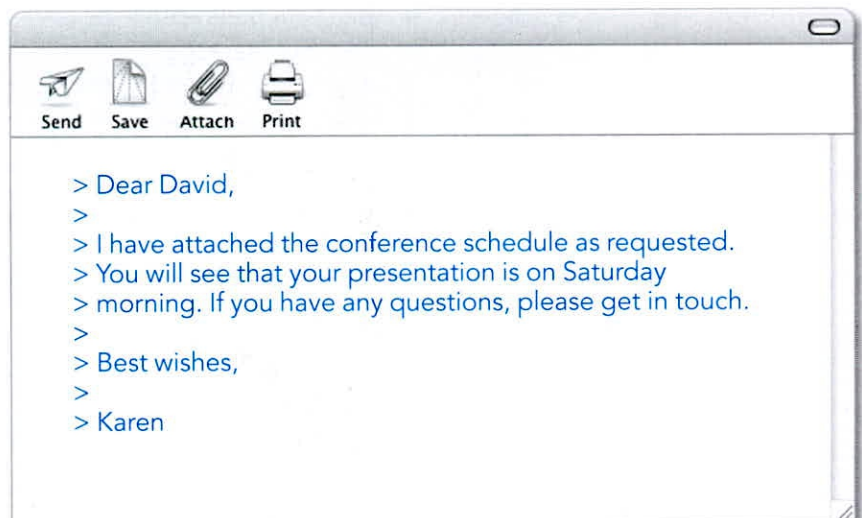 Send Save Attach Print
> Dear David,
>
> I have attached the conference schedule as requested.
> You will see that your presentation is on Saturday
> morning. If you have any questions, please get in touch.
>
> Best wishes,
>
> Karen